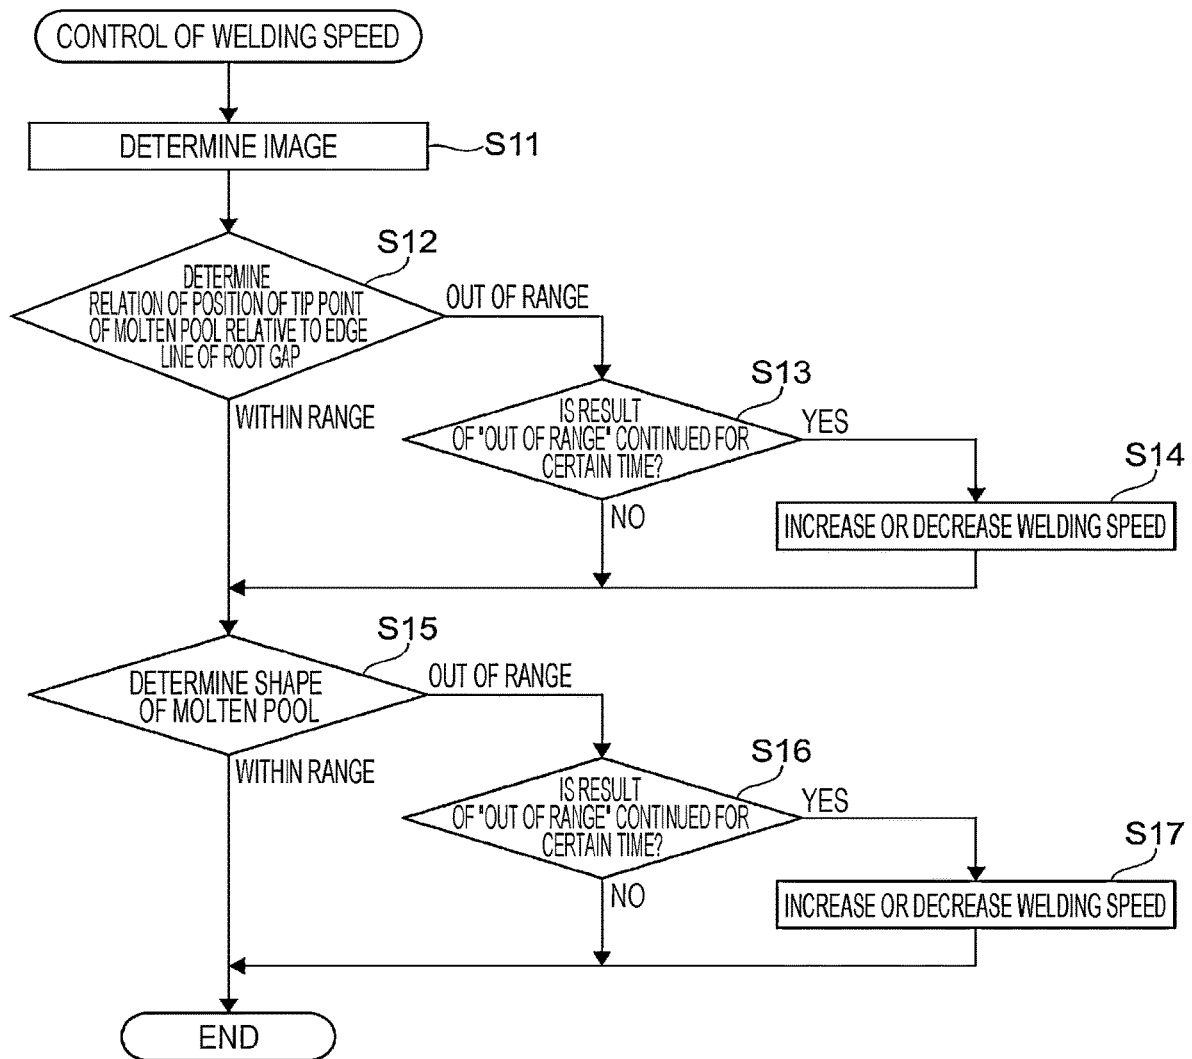 CONTROL OF WELDING SPEED
DETERMINE IMAGE
S11
S12
DETERMINE
RELATION OF POSITION OF TIP POINT
OF MOLTEN POOL RELATIVE TO EDGE
LINE OF ROOT GAP
OUT OF RANGE
WITHIN RANGE
S13
IS RESULT
OF "OUT OF RANGE" CONTINUED FOR
CERTAIN TIME?
YES
NO
S14
INCREASE OR DECREASE WELDING SPEED
S15
DETERMINE SHAPE
OF MOLTEN POOL
OUT OF RANGE
WITHIN RANGE
S16
IS RESULT
OF "OUT OF RANGE" CONTINUED FOR
CERTAIN TIME?
YES
NO
S17
INCREASE OR DECREASE WELDING SPEED
END